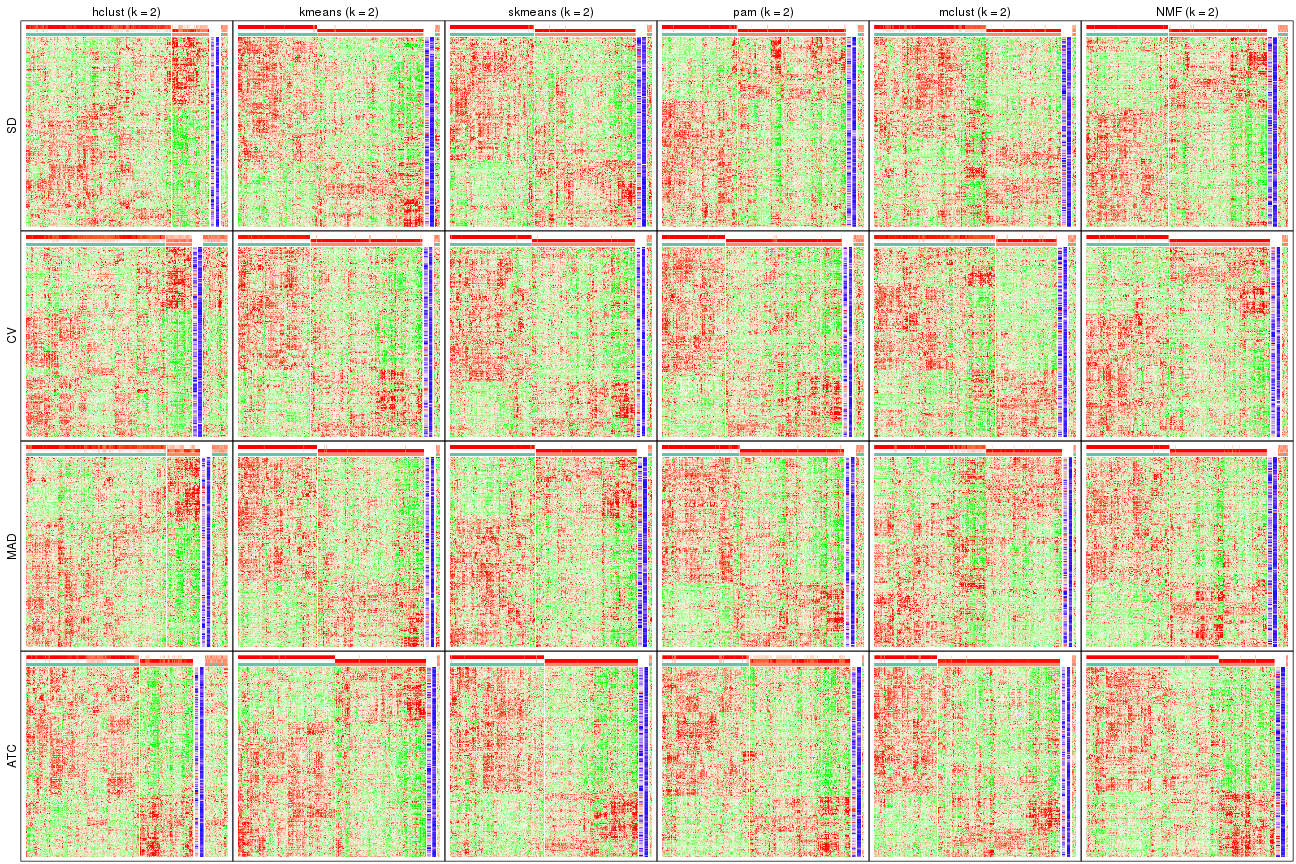 hclust (k = 2) kmeans (k = 2) skmeans (k = 2) pam (k = 2) mclust (k = 2) NMF (k = 2)
SD
CV
MAD
ATC